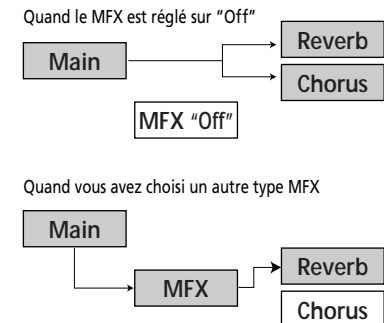 Quand le MFX est réglé sur “Off”
Main
Reverb
Chorus
MFX “Off”
Quand vous avez choisi un autre type MFX
Main
MFX
Reverb
Chorus